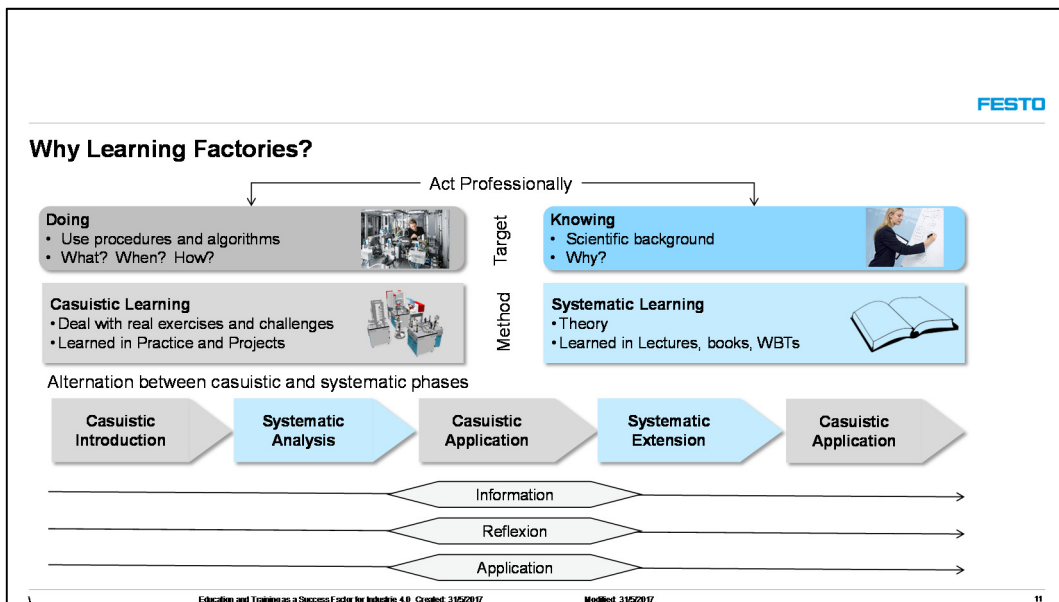 FESTO
Why Learning Factories?
Act Professionally
Doing
• Use procedures and algorithms
• What? When? How?
Target
Knowing
• Scientific background
• Why?
Casuistic Learning
• Deal with real exercises and challenges
• Learned in Practice and Projects
Method
Systematic Learning
• Theory
• Learned in Lectures, books, WBTs
Alternation between casuistic and systematic phases
Casuistic
Introduction
Systematic
Analysis
Casuistic
Application
Systematic
Extension
Casuistic
Application
Information
Reflexion
Application
\ Education and Training as a Success Factor for Industrie 4.0 Created: 31/5/2017 Modified: 31/5/2017 11